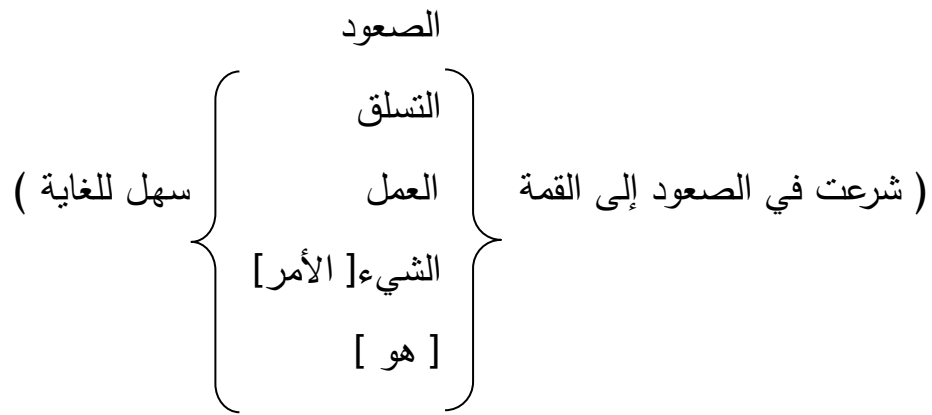 الصعود
التسلق
( شرعت في الصعود إلى القمة العمل سهل للغاية )
الشيء[ الأمر]
[ هو ]